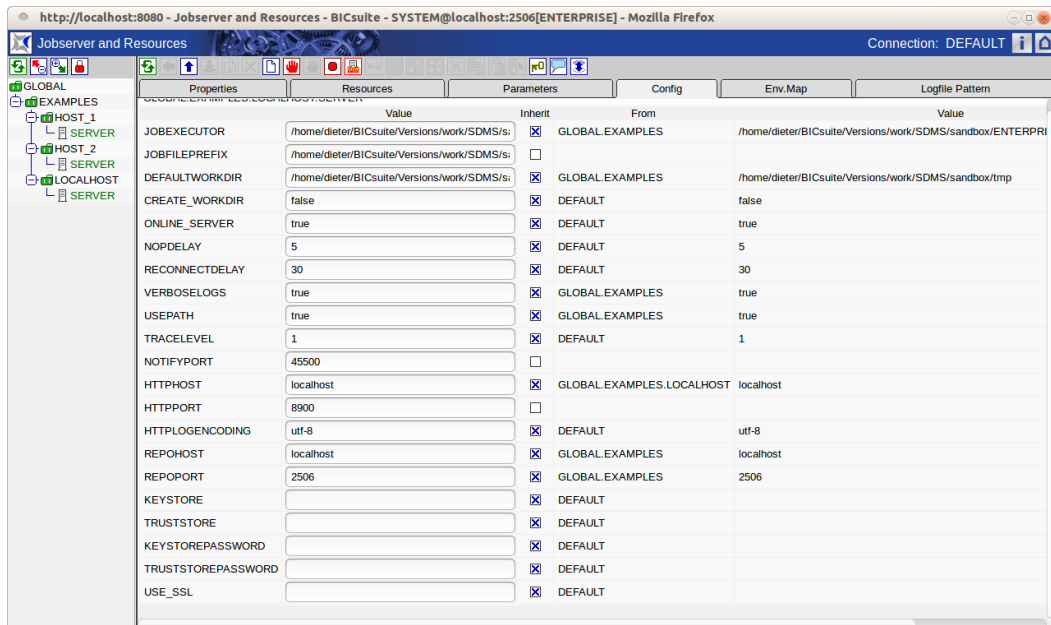 http://localhost:8080 - Jobserver and Resources - BICsuite - SYSTEM@localhost:2506[ENTERPRISE] - Mozilla Firefox
Jobserver and Resources
Connection: DEFAULT
GLOBAL
EXAMPLES
HOST_1
SERVER
HOST_2
SERVER
LOCALHOST
SERVER
Properties Resources Parameters Config Env.Map Logfile Pattern
GLOBAL.EXAMPLES.LOCALHOST.SERVER
Value Inherit From Value
JOBEXECUTOR /home/dieter/BICsuite/Versions/work/SDMS/sa GLOBAL.EXAMPLES /home/dieter/BICsuite/Versions/work/SDMS/sandbox/ENTERPRI
JOBFILEPREFIX /home/dieter/BICsuite/Versions/work/SDMS/sa
DEFAULTWORKDIR /home/dieter/BICsuite/Versions/work/SDMS/sa GLOBAL.EXAMPLES /home/dieter/BICsuite/Versions/work/SDMS/sandbox/tmp
CREATE_WORKDIR false DEFAULT false
ONLINE_SERVER true DEFAULT true
NOPDELAY 5 DEFAULT 5
RECONNECTDELAY 30 DEFAULT 30
VERBOSELOGS true GLOBAL.EXAMPLES true
USEPATH true GLOBAL.EXAMPLES true
TRACELEVEL 1 DEFAULT 1
NOTIFYPORT 45500
HTTPHOST localhost GLOBAL.EXAMPLES.LOCALHOST localhost
HTTPPORT 8900
HTTPLOGENCODING utf-8 DEFAULT utf-8
REPOHOST localhost GLOBAL.EXAMPLES localhost
REPOPORT 2506 GLOBAL.EXAMPLES 2506
KEYSTORE DEFAULT
TRUSTSTORE DEFAULT
KEYSTOREPASSWORD DEFAULT
TRUSTSTOREPASSWORD DEFAULT
USE_SSL DEFAULT